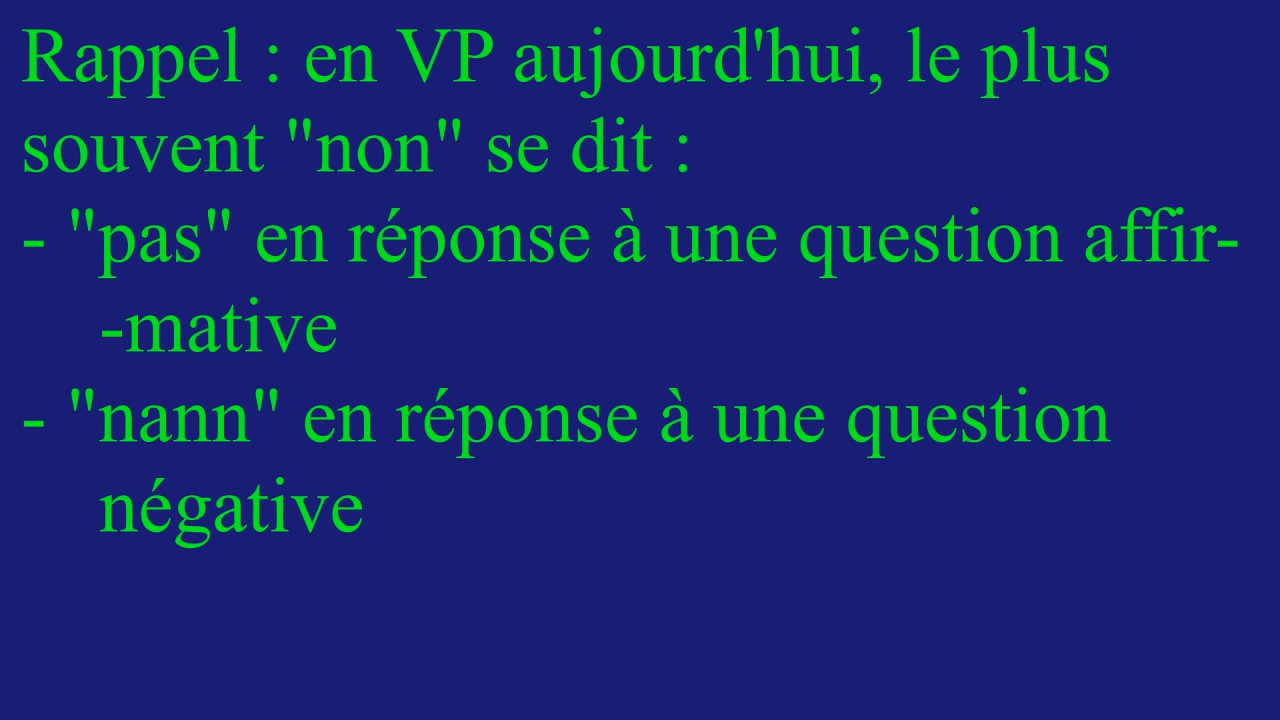 Rappel : en VP aujourd'hui, le plus
souvent "non" se dit :
- "pas" en réponse à une question affir-
-mative
- "nann" en réponse à une question
négative